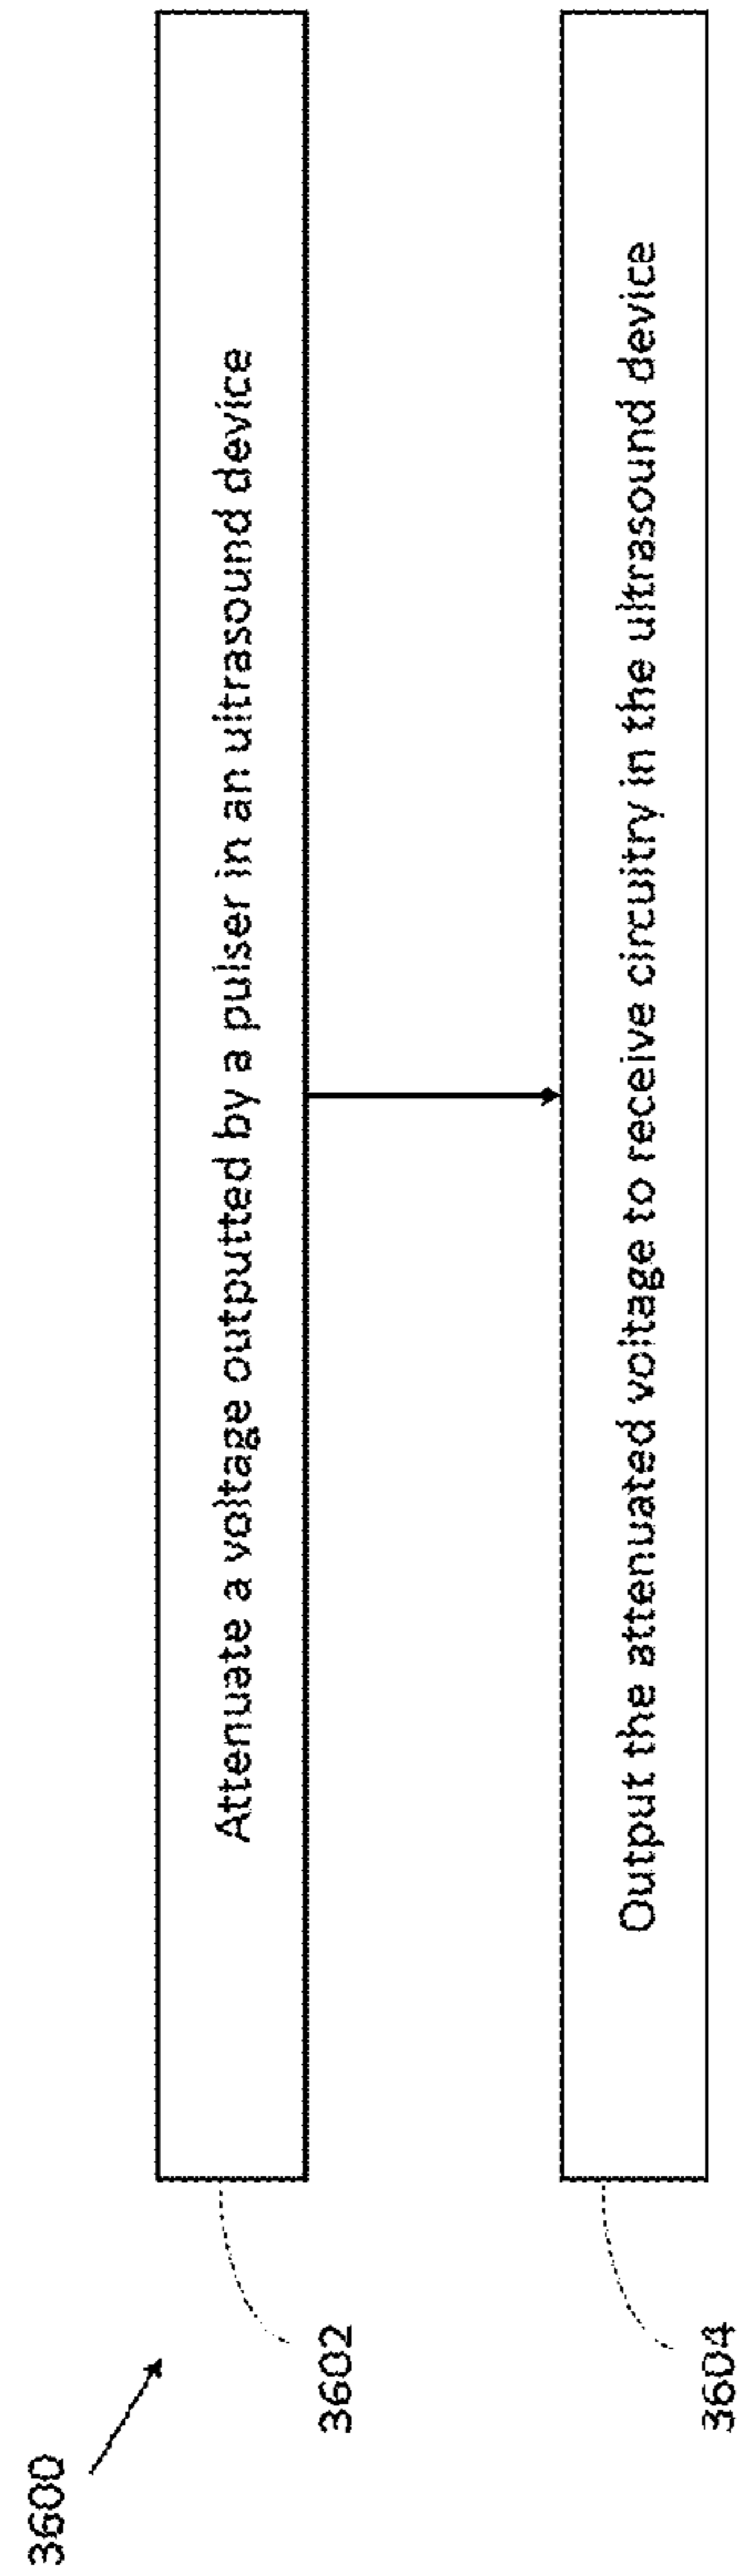 3600
Attenuate a voltage outputted by a pulser in an ultrasound device
3602
Output the attenuated voltage to receive circuitry in the ultrasound device
3604